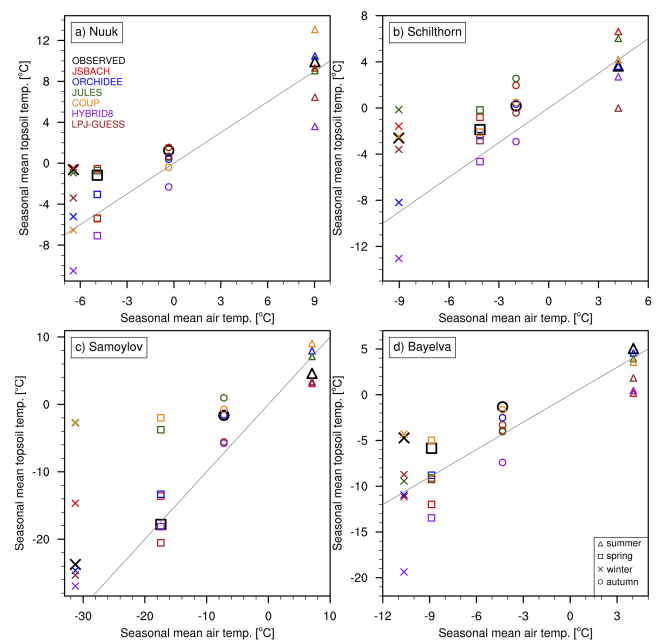 a) Nuuk
OBSERVED
JSBACH
ORCHIDEE
JULES
COUP
HYBRID8
LPJ-GUESS
12
8
4
0
-4
-8
-6
-3
0
3
6
9
Seasonal mean topsoil temp. [°C]
Seasonal mean air temp. [°C]
b) Schilthorn
8
4
0
-4
-8
-12
-9
-6
-3
0
3
6
Seasonal mean topsoil temp. [°C]
Seasonal mean air temp. [°C]
c) Samoylov
10
0
-10
-20
-30
-20
-10
0
10
Seasonal mean topsoil temp. [°C]
Seasonal mean air temp. [°C]
d) Bayelva
5
0
-5
-10
-15
-20
-12
-9
-6
-3
0
3
summer
spring
winter
autumn
Seasonal mean topsoil temp. [°C]
Seasonal mean air temp. [°C]